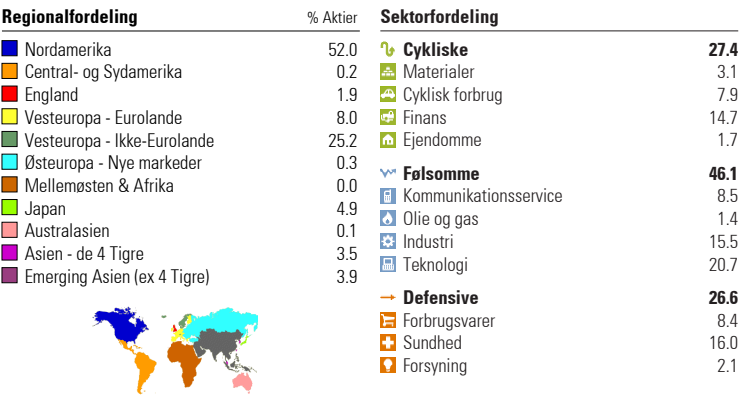 Regionalfordeling % Aktier
Nordamerika 52.0
Central- og Sydamerika 0.2
England 1.9
Vesteuropa - Eurolande 8.0
Vesteuropa - Ikke-Eurolande 25.2
Østeuropa - Nye markeder 0.3
Mellemøsten & Afrika 0.0
Japan 4.9
Australasien 0.1
Asien - de 4 Tigre 3.5
Emerging Asien (ex 4 Tigre) 3.9
Sektorfordeling
Cykliske 27.4
Materialer 3.1
Cyklisk forbrug 7.9
Finans 14.7
Ejendomme 1.7
Følsomme 46.1
Kommunikationsservice 8.5
Olie og gas 1.4
Industri 15.5
Teknologi 20.7
Defensive 26.6
Forbrugsvarer 8.4
Sundhed 16.0
Forsyning 2.1